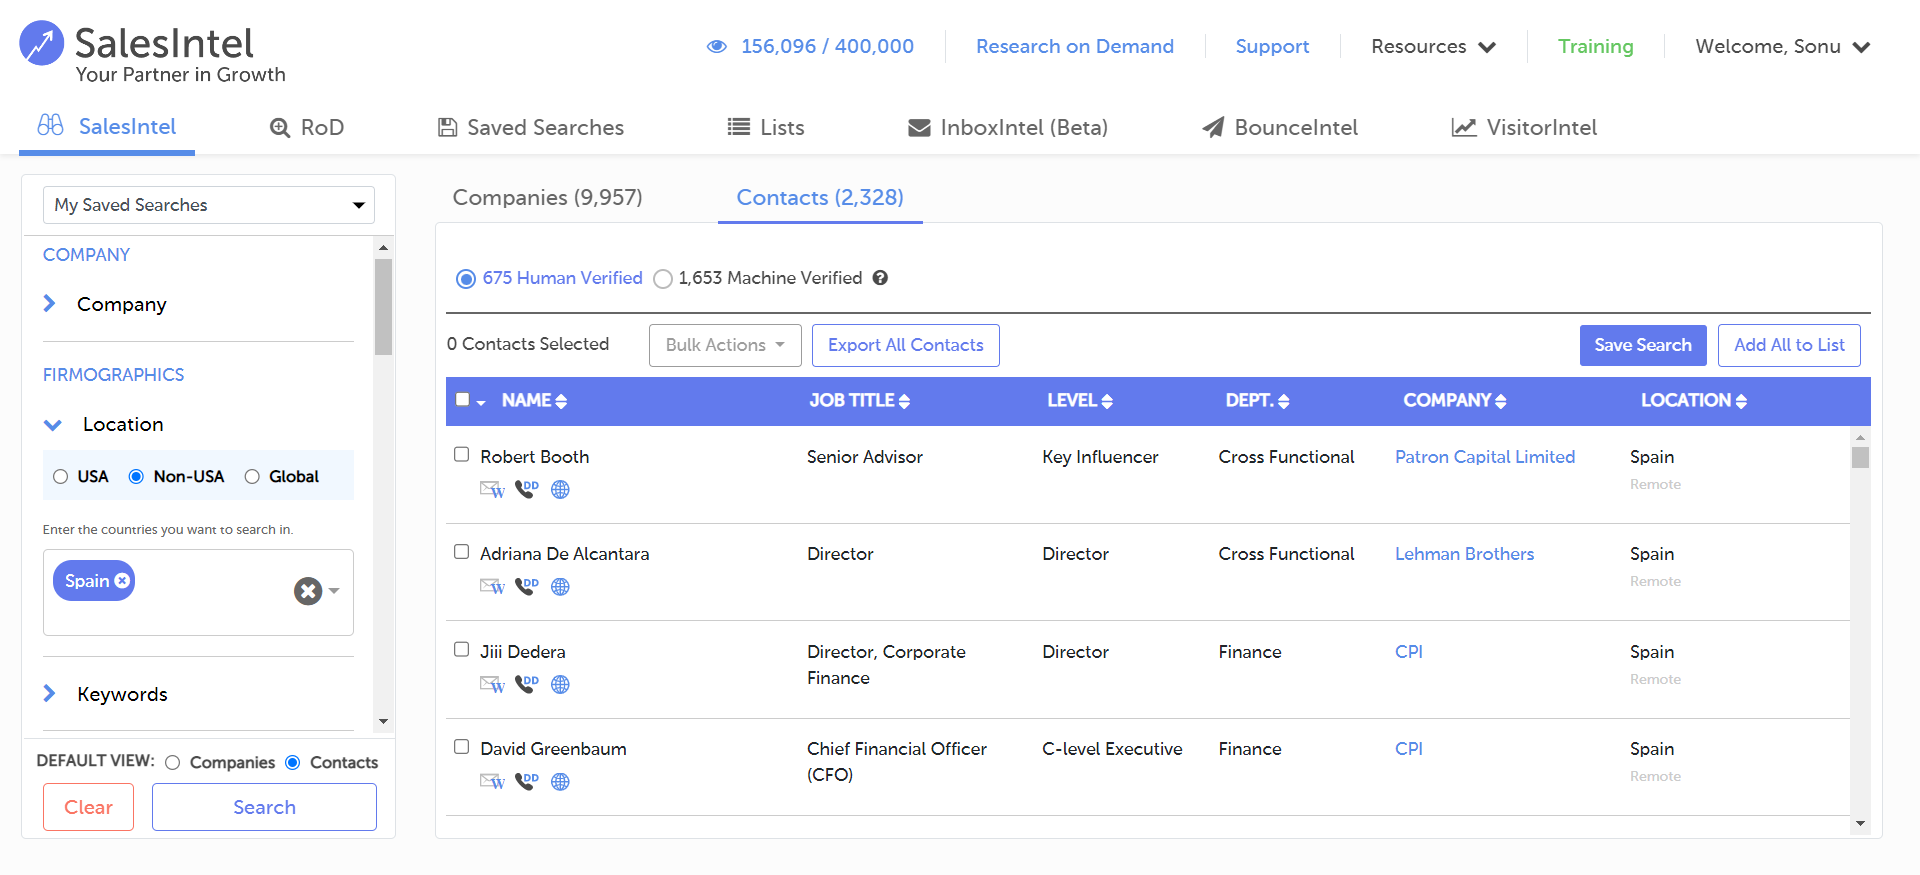 SalesIntel
Your Partner in Growth
156,096 / 400,000
Research on Demand
Support
Resources
Training
Welcome, Sonu
SalesIntel
RoD
Saved Searches
Lists
InboxIntel (Beta)
BounceIntel
VisitorIntel
My Saved Searches
COMPANY
Company
FIRMOGRAPHICS
Location
USA Non-USA Global
Enter the countries you want to search in.
Spain
Keywords
DEFAULT VIEW: Companies Contacts
Clear
Search
Companies (9,957)
Contacts (2,328)
675 Human Verified 1,653 Machine Verified ?
0 Contacts Selected
Bulk Actions
Export All Contacts
Save Search
Add All to List
NAME JOB TITLE LEVEL DEPT. COMPANY LOCATION
Robert Booth Senior Advisor Key Influencer Cross Functional Patron Capital Limited Spain
W DD Remote
Adriana De Alcantara Director Director Cross Functional Lehman Brothers Spain
W DD Remote
Jiii Dedera Director, Corporate Director Finance CPI Spain
Finance
W DD Remote
David Greenbaum Chief Financial Officer C-level Executive Finance CPI Spain
(CFO)
W DD Remote